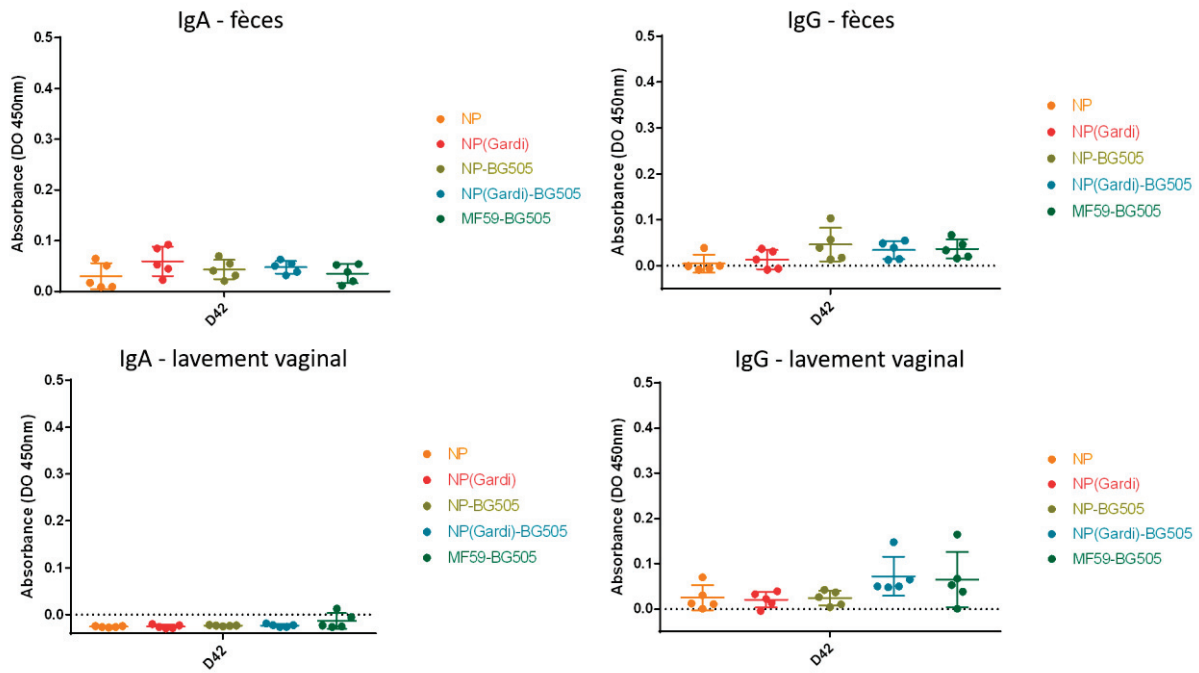 IgA - fèces
0.5
0.4
0.3
0.2
0.1
0.0
Absorbance (DO 450nm)
D42
NP
NP(Gardi)
NP-BG505
NP(Gardi)-BG505
MF59-BG505
IgG - fèces
0.5
0.4
0.3
0.2
0.1
0.0
Absorbance (DO 450nm)
D42
NP
NP(Gardi)
NP-BG505
NP(Gardi)-BG505
MF59-BG505
IgA - lavement vaginal
0.5
0.4
0.3
0.2
0.1
0.0
Absorbance (DO 450nm)
D42
NP
NP(Gardi)
NP-BG505
NP(Gardi)-BG505
MF59-BG505
IgG - lavement vaginal
0.5
0.4
0.3
0.2
0.1
0.0
Absorbance (DO 450nm)
D42
NP
NP(Gardi)
NP-BG505
NP(Gardi)-BG505
MF59-BG505